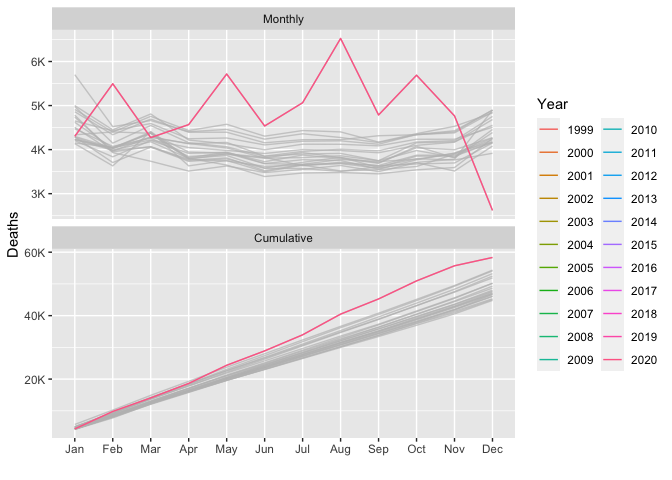 Monthly
6K
5K
4K
3K
Deaths
Cumulative
60K
40K
20K
Jan Feb Mar Apr May Jun Jul Aug Sep Oct Nov Dec
Year
1999 2010
2000 2011
2001 2012
2002 2013
2003 2014
2004 2015
2005 2016
2006 2017
2007 2018
2008 2019
2009 2020